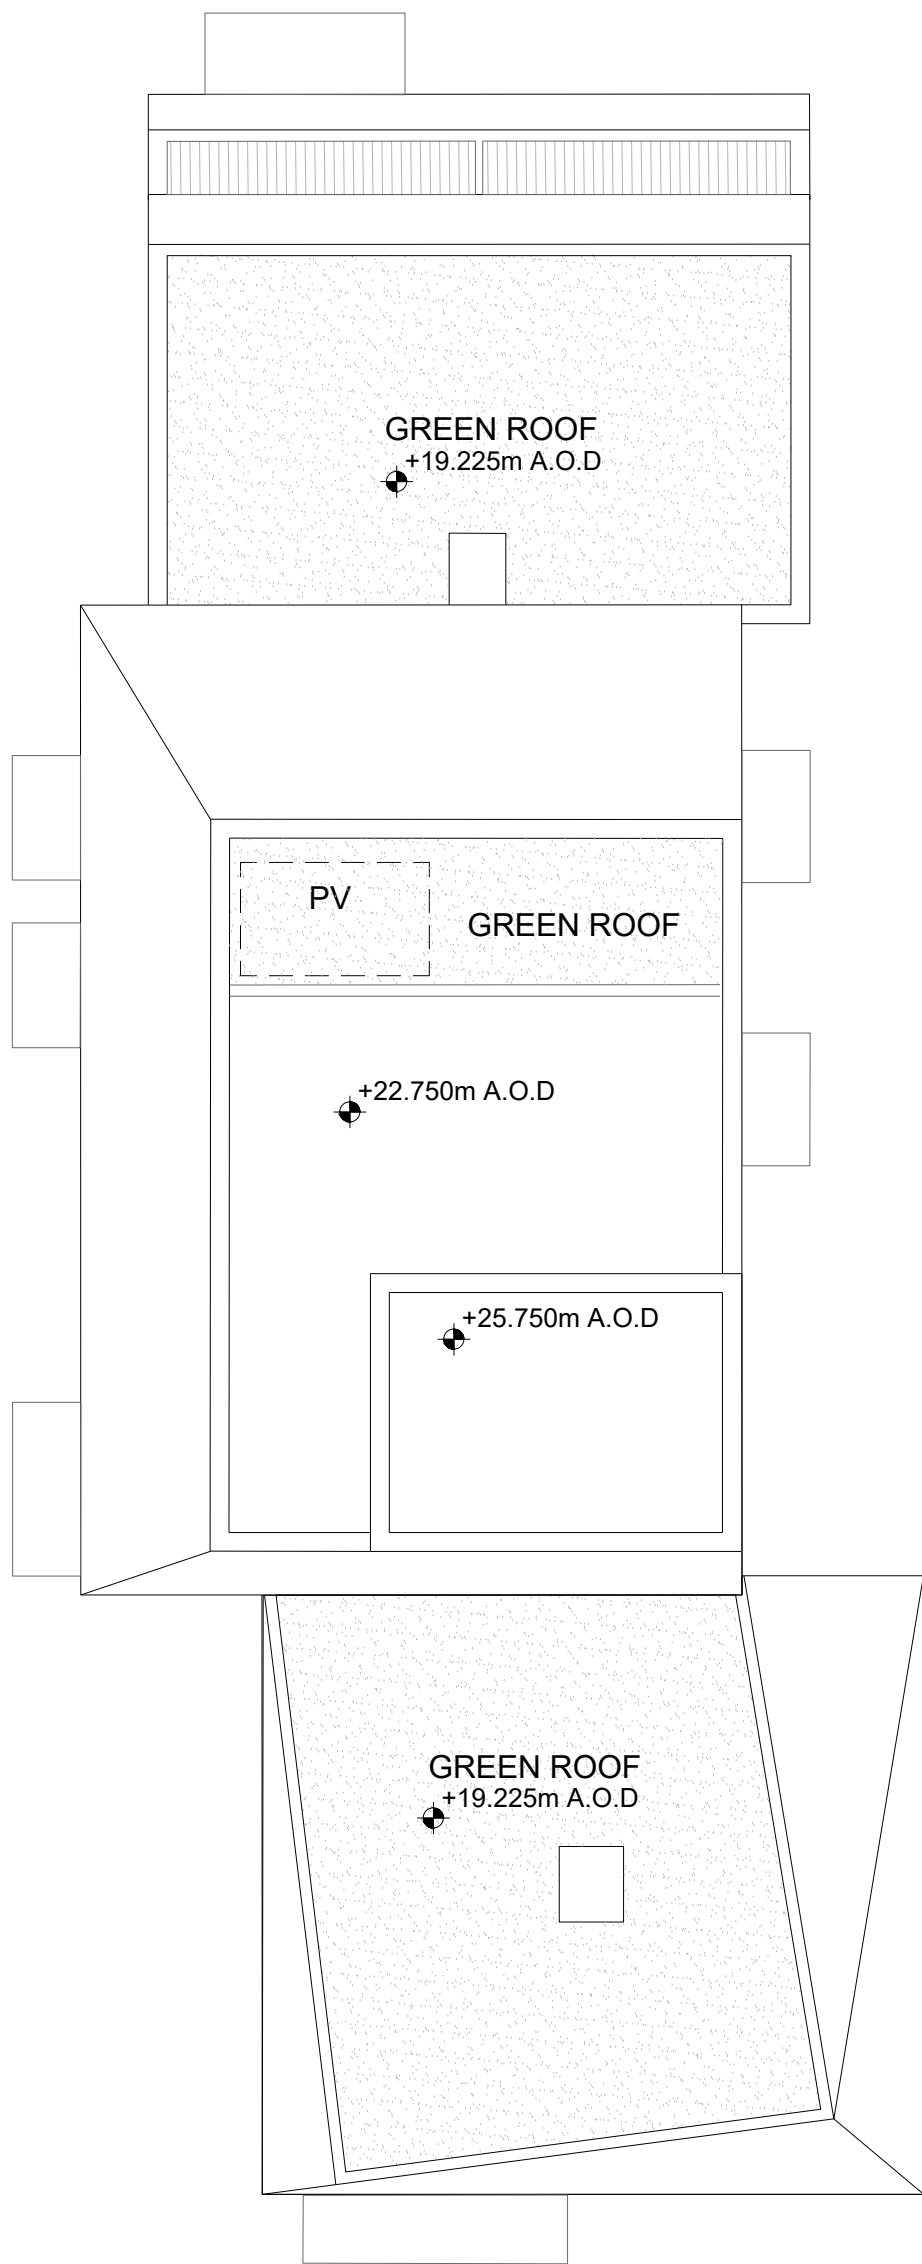 GREEN ROOF
+19.225m A.O.D
PV
GREEN ROOF
+22.750m A.O.D
+25.750m A.O.D
GREEN ROOF
+19.225m A.O.D